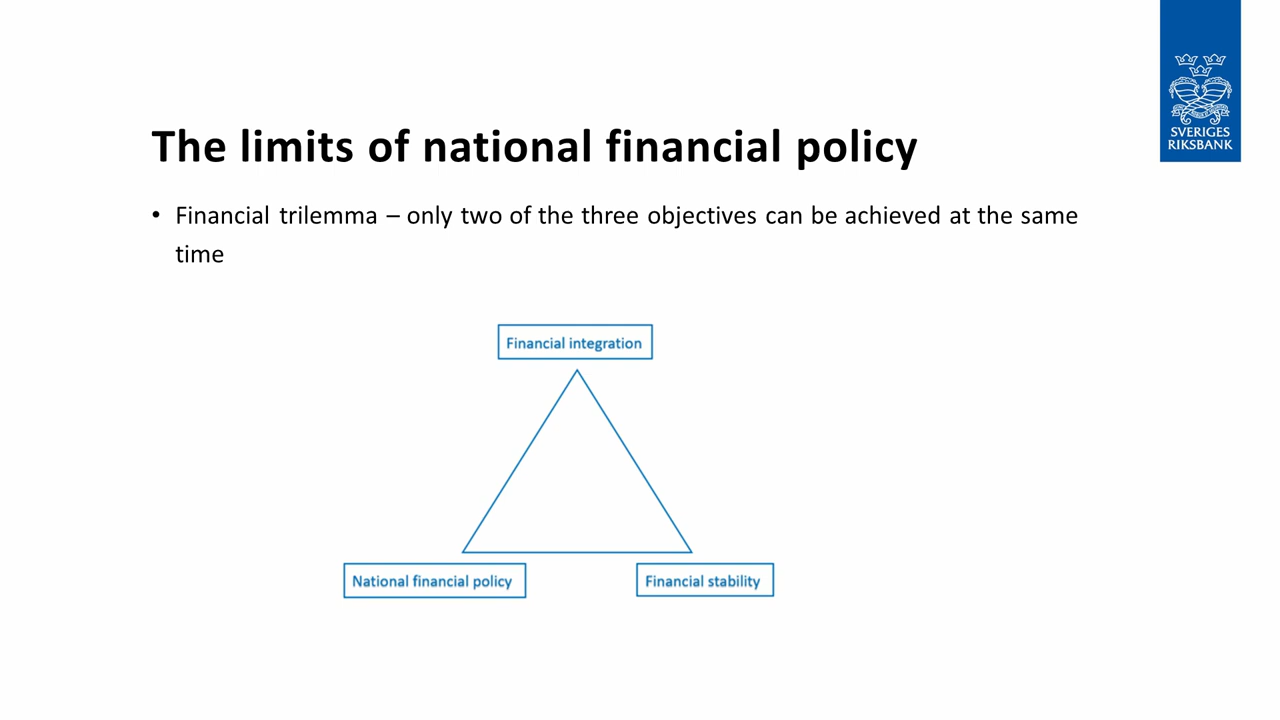 SVERIGES
RIKSBANK
The limits of national financial policy
• Financial trilemma – only two of the three objectives can be achieved at the same
time
Financial integration
National financial policy
Financial stability